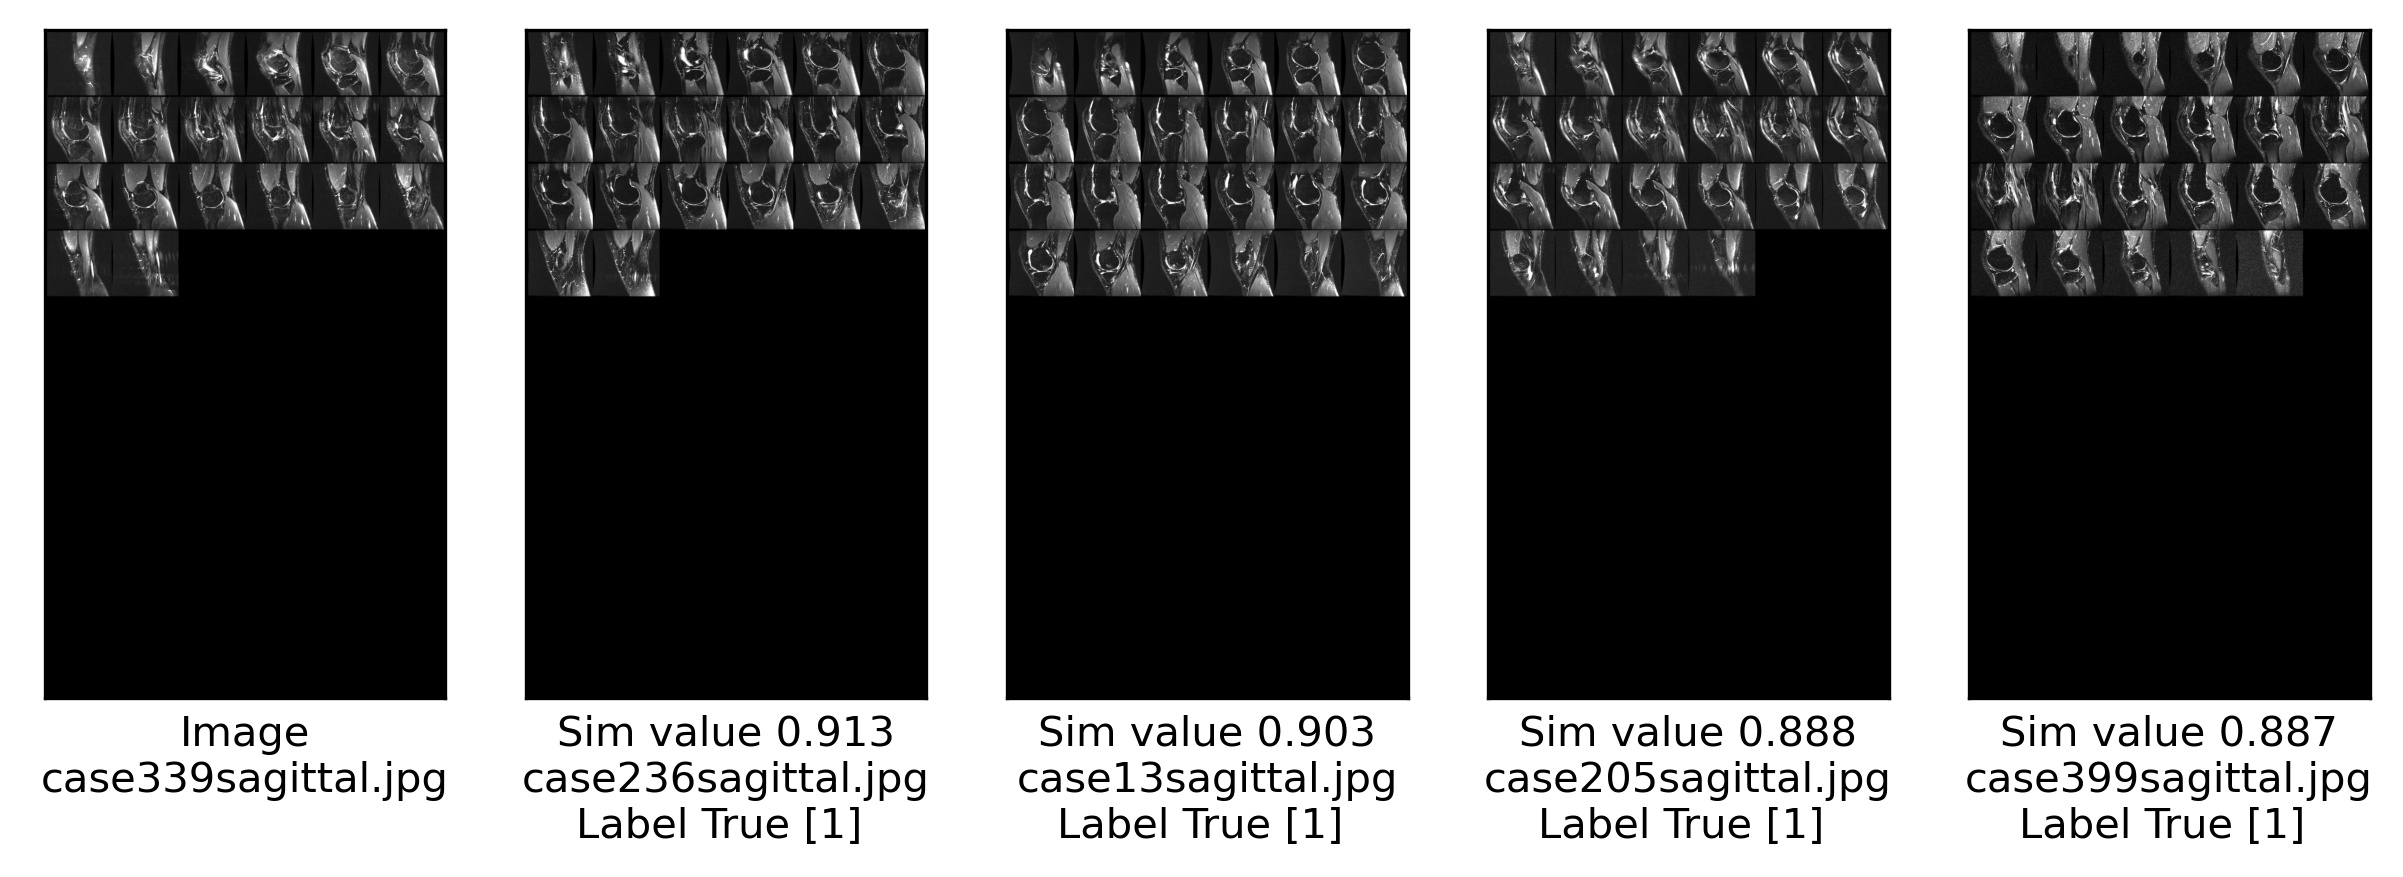 Image
case339sagittal.jpg
Sim value 0.913
case236sagittal.jpg
Label True [1]
Sim value 0.903
case13sagittal.jpg
Label True [1]
Sim value 0.888
case205sagittal.jpg
Label True [1]
Sim value 0.887
case399sagittal.jpg
Label True [1]